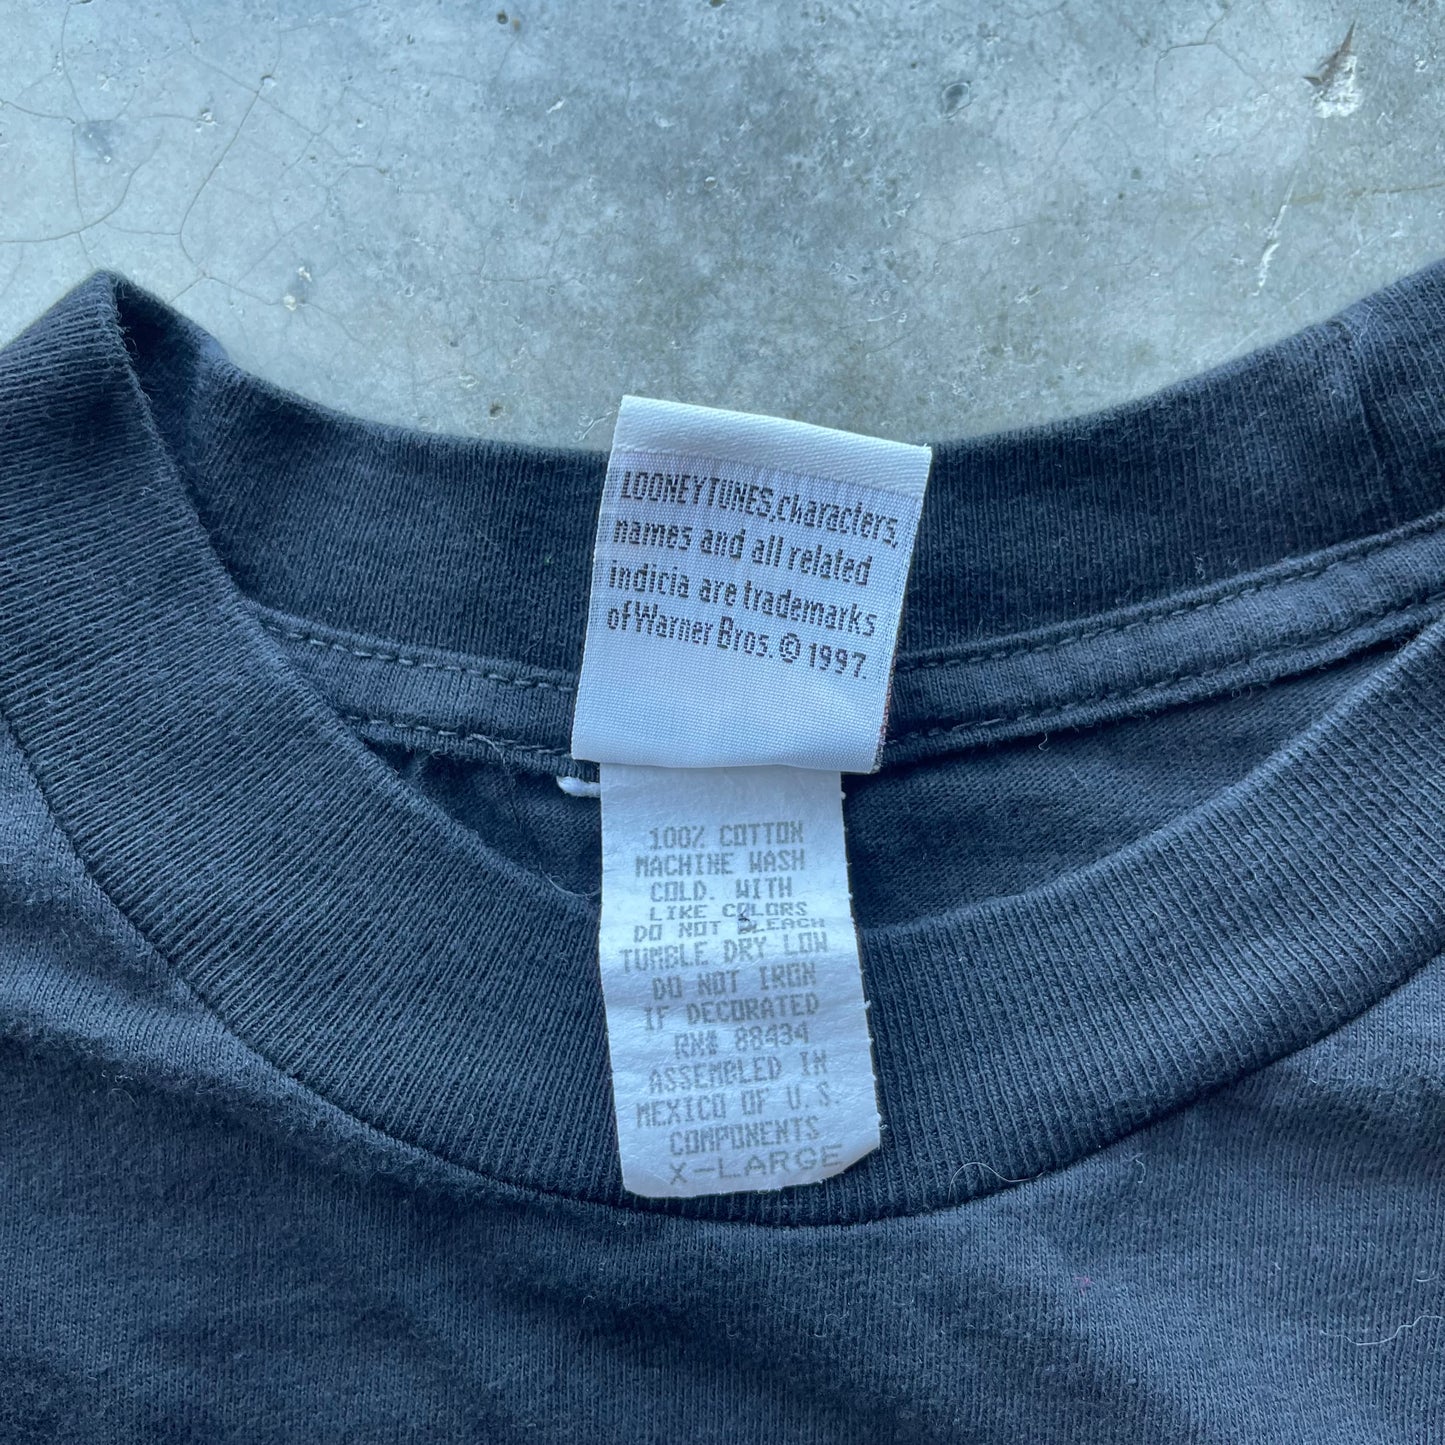 LOONEY TUNES, characters,
names and all related
indicia are trademarks
of Warner Bros. © 1997.
100% COTTON
MACHINE WASH
COLD. WITH
LIKE COLORS
DO NOT BLEACH
TUMBLE DRY LOW
DO NOT IRON
IF DECORATED
RN# 88434
ASSEMBLED IN
MEXICO OF U.S.
COMPONENTS
X-LARGE